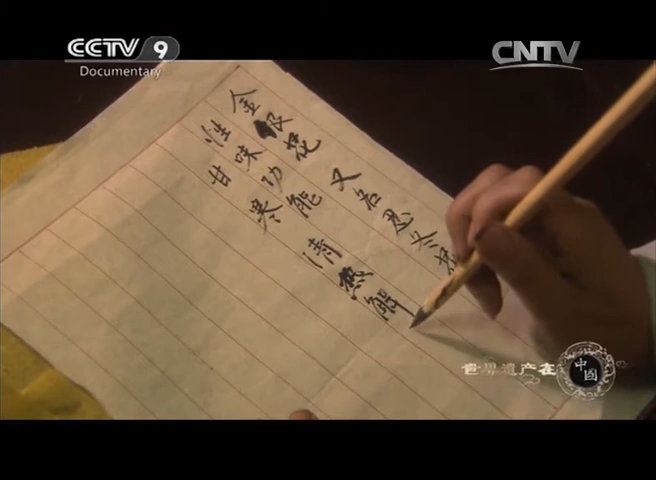 CCTV 9
Documentary
CNTV
金银花 又名忍冬
性味功能
甘寒 清热解
世界遗产在
中國